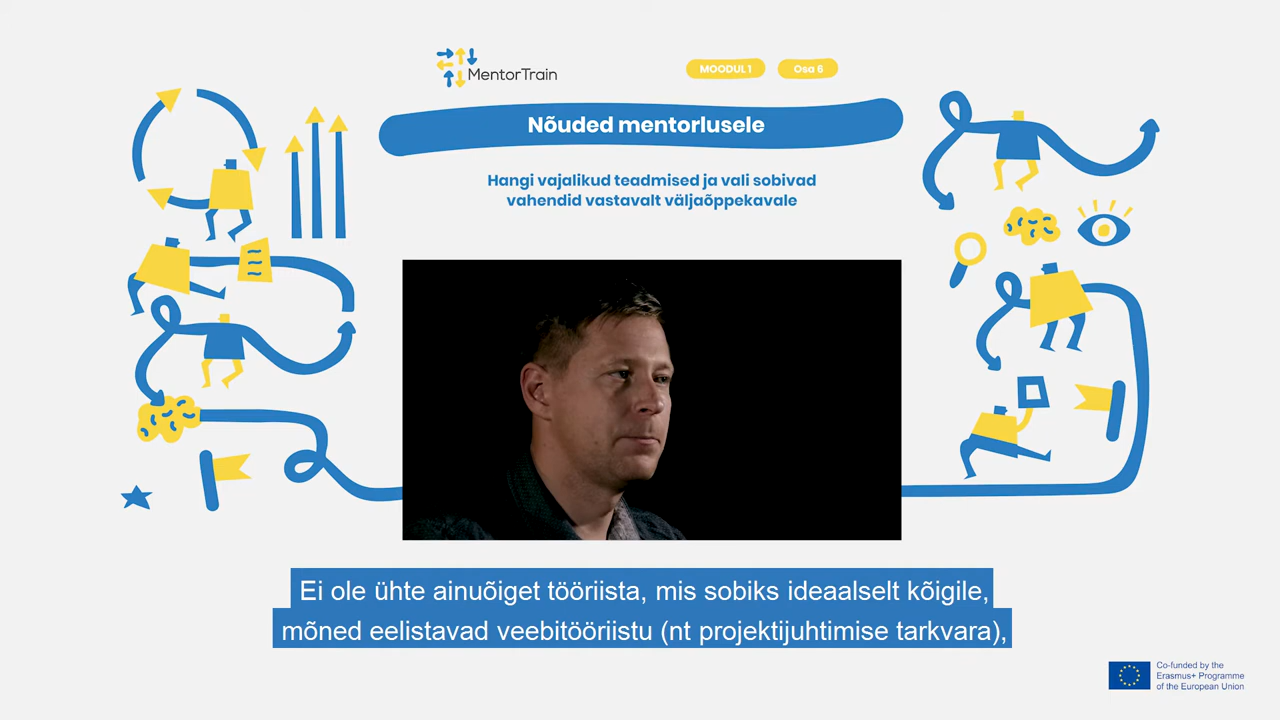 MentorTrain
MOODUL 1
Osa 6
Nõuded mentorlusele
Hangi vajalikud teadmised ja vali sobivad
vahendid vastavalt väljaõppekavale
Ei ole ühte ainuõiget tööriista, mis sobiks ideaalselt kõigile,
mõned eelistavad veebitööriistu (nt projektijuhtimise tarkvara),
Co-funded by the
Erasmus+ Programme
of the European Union